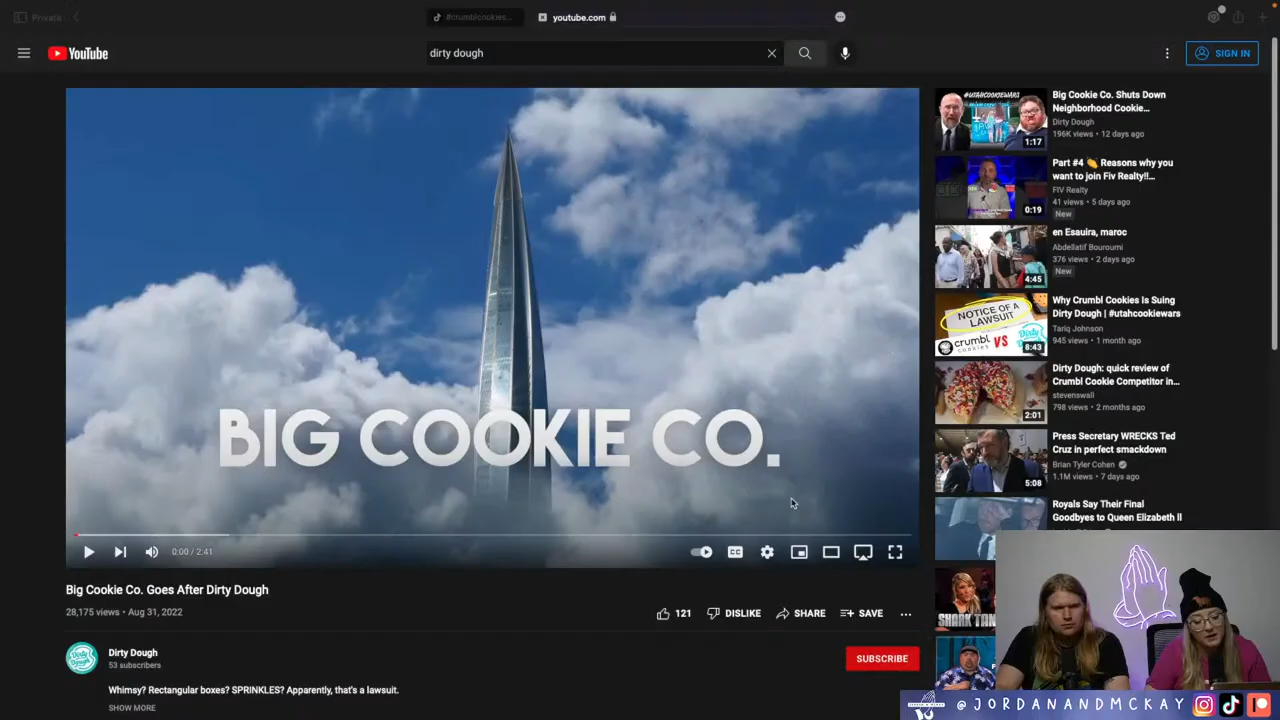 Private
#crumblcookies...
youtube.com
YouTube
dirty dough
SIGN IN
BIG COOKIE CO.
0:00 / 2:41
CC
Big Cookie Co. Goes After Dirty Dough
28,175 views • Aug 31, 2022
121
DISLIKE
SHARE
SAVE
Dirty Dough
53 subscribers
SUBSCRIBE
Whimsy? Rectangular boxes? SPRINKLES? Apparently, that's a lawsuit.
SHOW MORE
#UTAHCOOKIEWARS
1:17
Big Cookie Co. Shuts Down
Neighborhood Cookie...
Dirty Dough
196K views • 12 days ago
0:19
Part #4 👏 Reasons why you
want to join Fiv Realty!!...
FIV Realty
41 views • 5 days ago
New
4:45
en Esauira, maroc
Abdellatif Bouroumi
376 views • 2 days ago
New
NOTICE OF A
LAWSUIT
crumbl
cookies
VS
Dirty
Dough
8:43
Why Crumbl Cookies Is Suing
Dirty Dough | #utahcookiewars
Tariq Johnson
945 views • 1 month ago
2:01
Dirty Dough: quick review of
Crumbl Cookie Competitor in...
stevenswall
798 views • 2 months ago
5:08
Press Secretary WRECKS Ted
Cruz in perfect smackdown
Brian Tyler Cohen
1.1M views • 7 days ago
Royals Say Their Final
Goodbyes to Queen Elizabeth II
SHARK TAN
@JORDANANDMCKAY